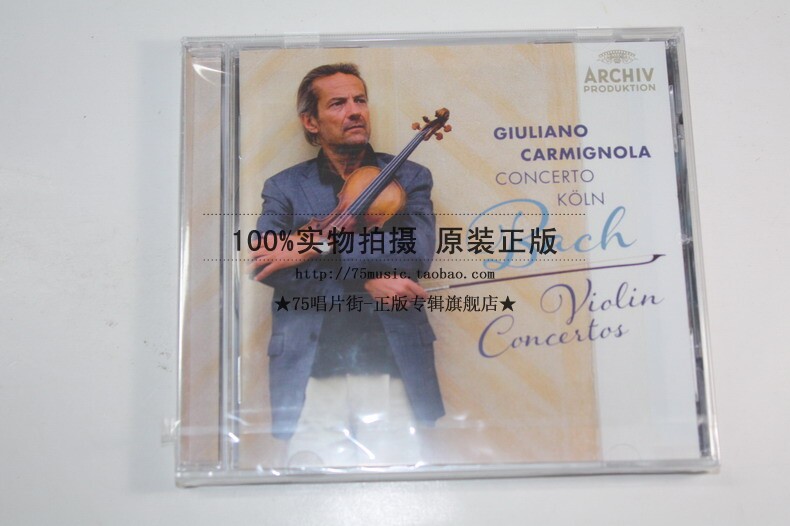 ARCHIV
PRODUKTION
GIULIANO
CARMIGNOLA
CONCERTO
KÖLN
Bach
100%实物拍摄 原装正版
http://75music.taobao.com
★75唱片街-正版专辑旗舰店★
Violin
Concertos